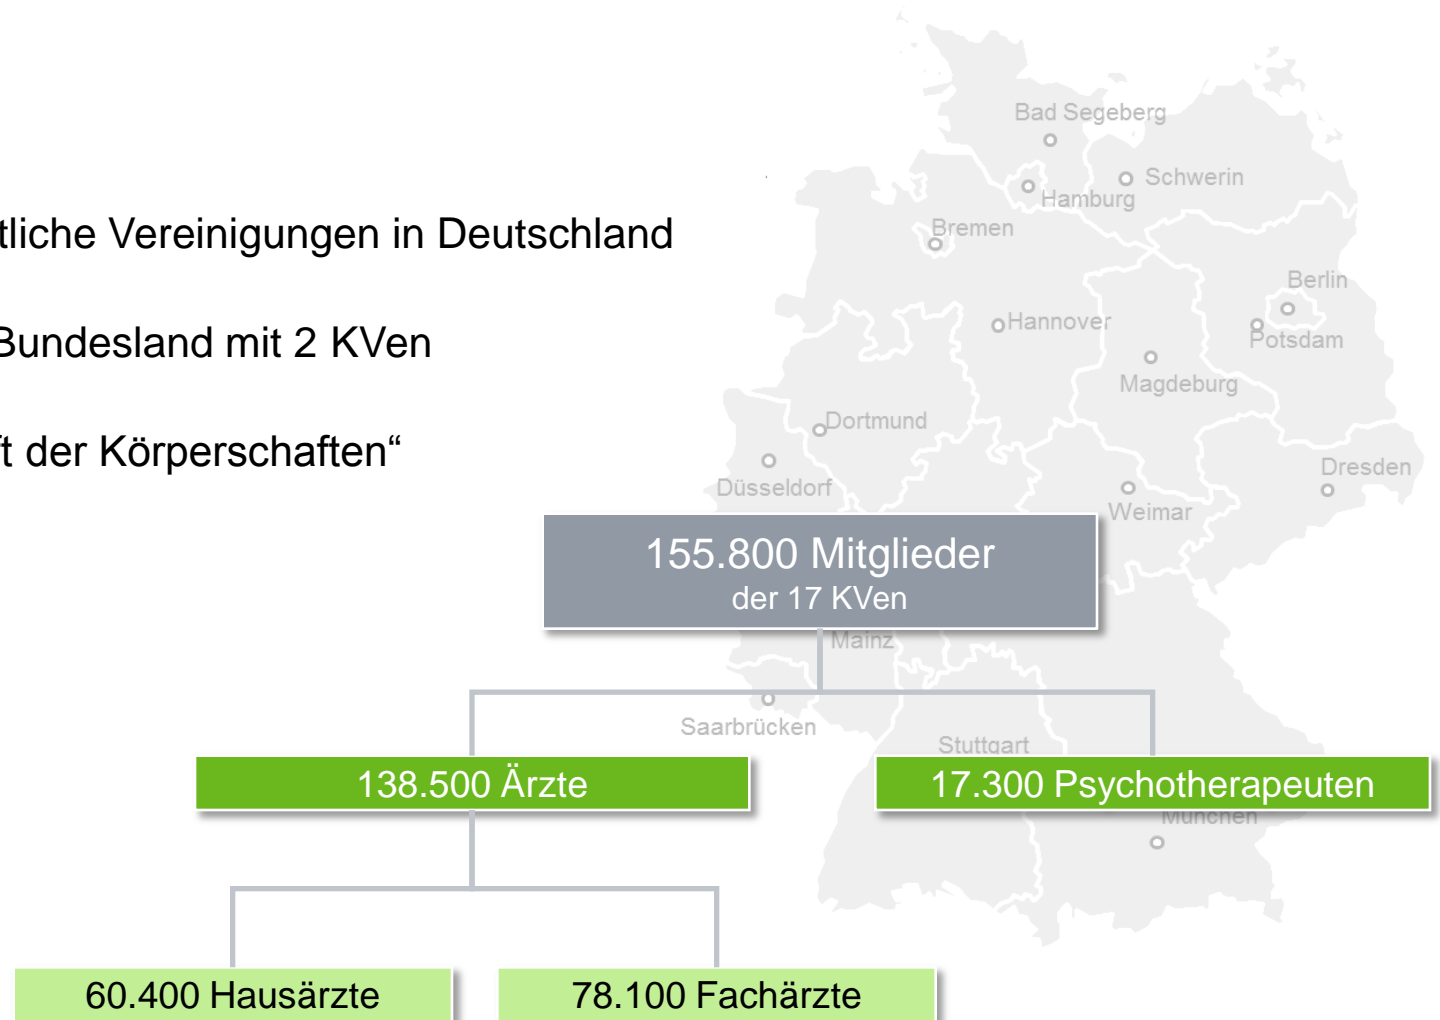 tliche Vereinigungen in Deutschland
Bundesland mit 2 KVen
t der Körperschaften“
Bad Segeberg
Schwerin
Hamburg
Bremen
Berlin
Hannover
Potsdam
Magdeburg
Dortmund
Dresden
Düsseldorf
Weimar
155.800 Mitglieder
der 17 KVen
Mainz
Saarbrücken
Stuttgart
138.500 Ärzte
17.300 Psychotherapeuten
München
60.400 Hausärzte
78.100 Fachärzte